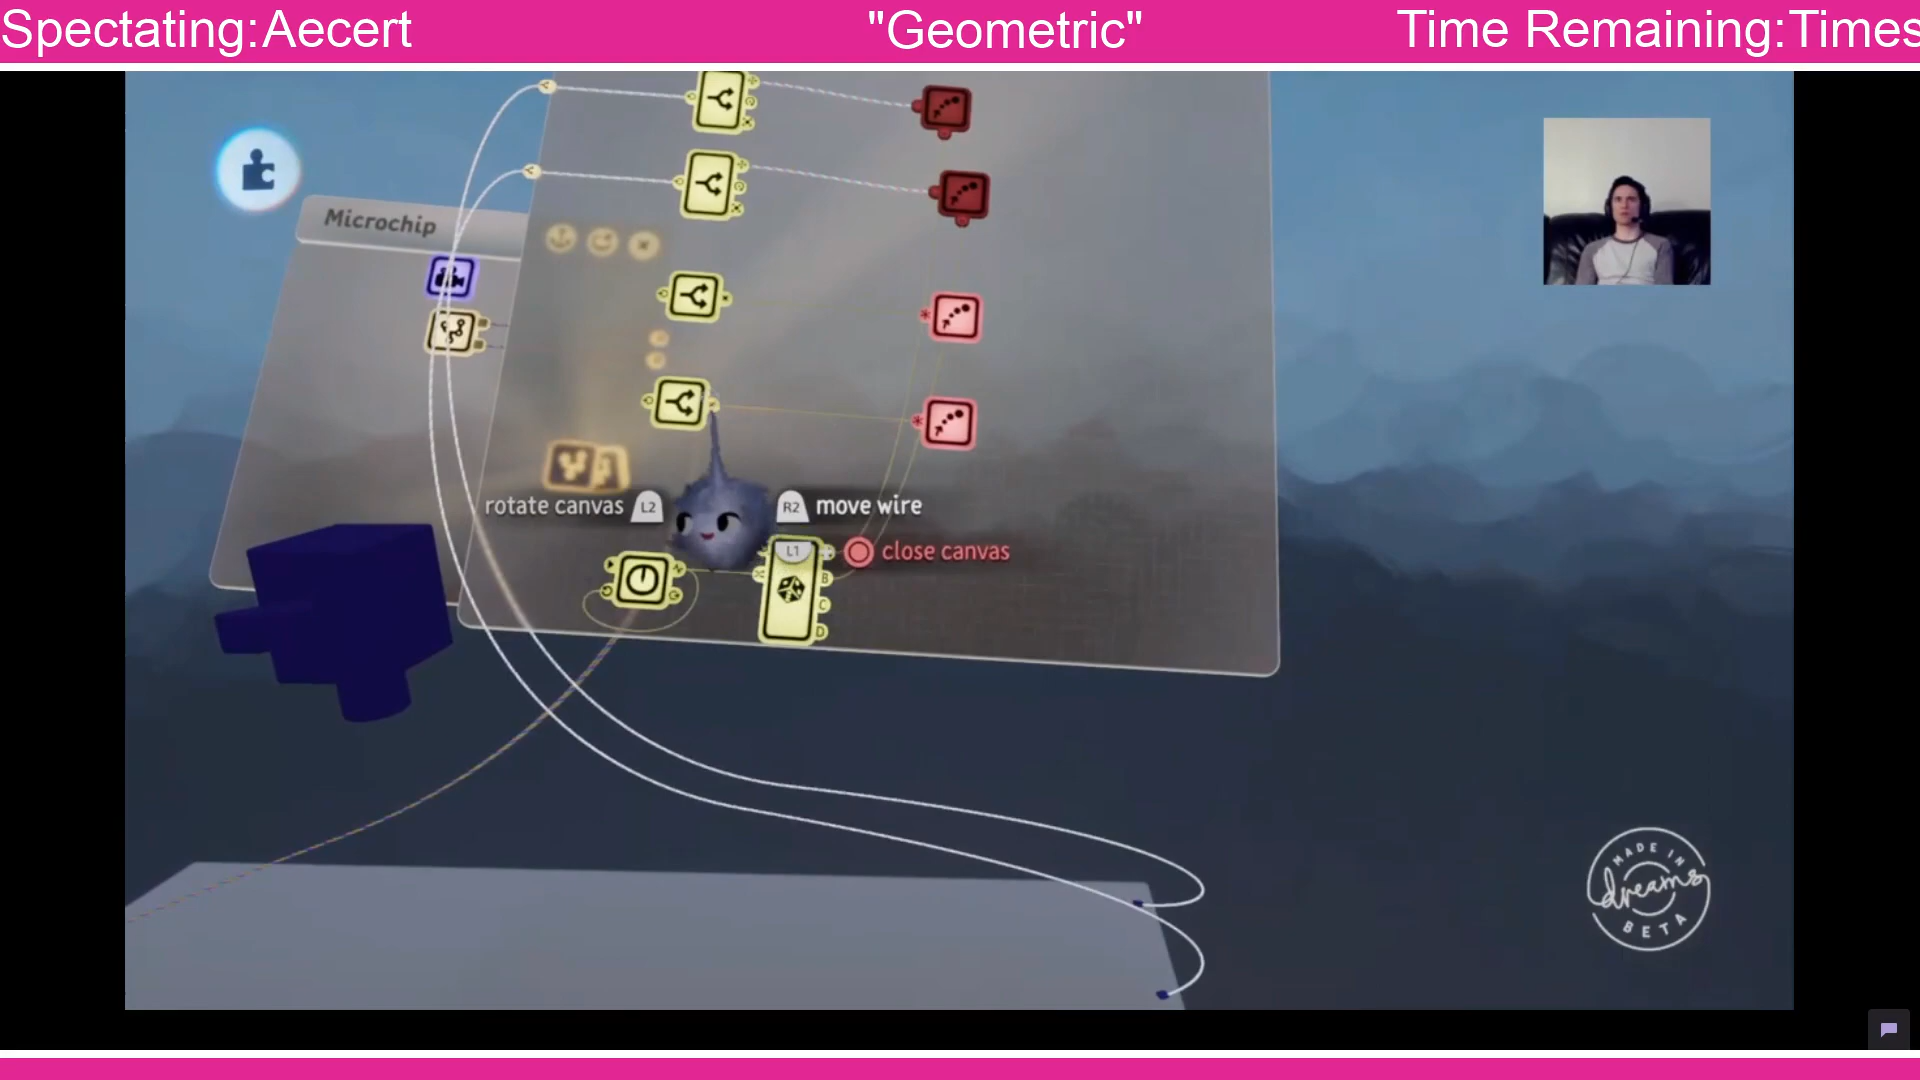 Spectating:Aecert
"Geometric"
Time Remaining:Times
Microchip
rotate canvas L2
R2 move wire
L1
close canvas
B
C
D
MADE IN
dreams
BETA